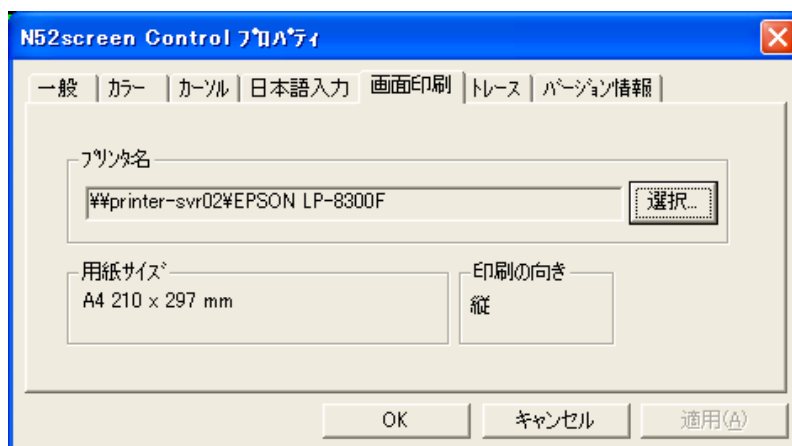 N52screen Control ﾌﾟﾛﾊﾟﾃｨ
一般 ｶﾗｰ ｶｰｿﾙ 日本語入力 画面印刷 ﾄﾚｰｽ ﾊﾞｰｼﾞｮﾝ情報
ﾌﾟﾘﾝﾀ名
¥¥printer-svr02¥EPSON LP-8300F 選択...
用紙ｻｲｽﾞ 印刷の向き
A4 210 x 297 mm 縦
OK キャンセル 適用(A)